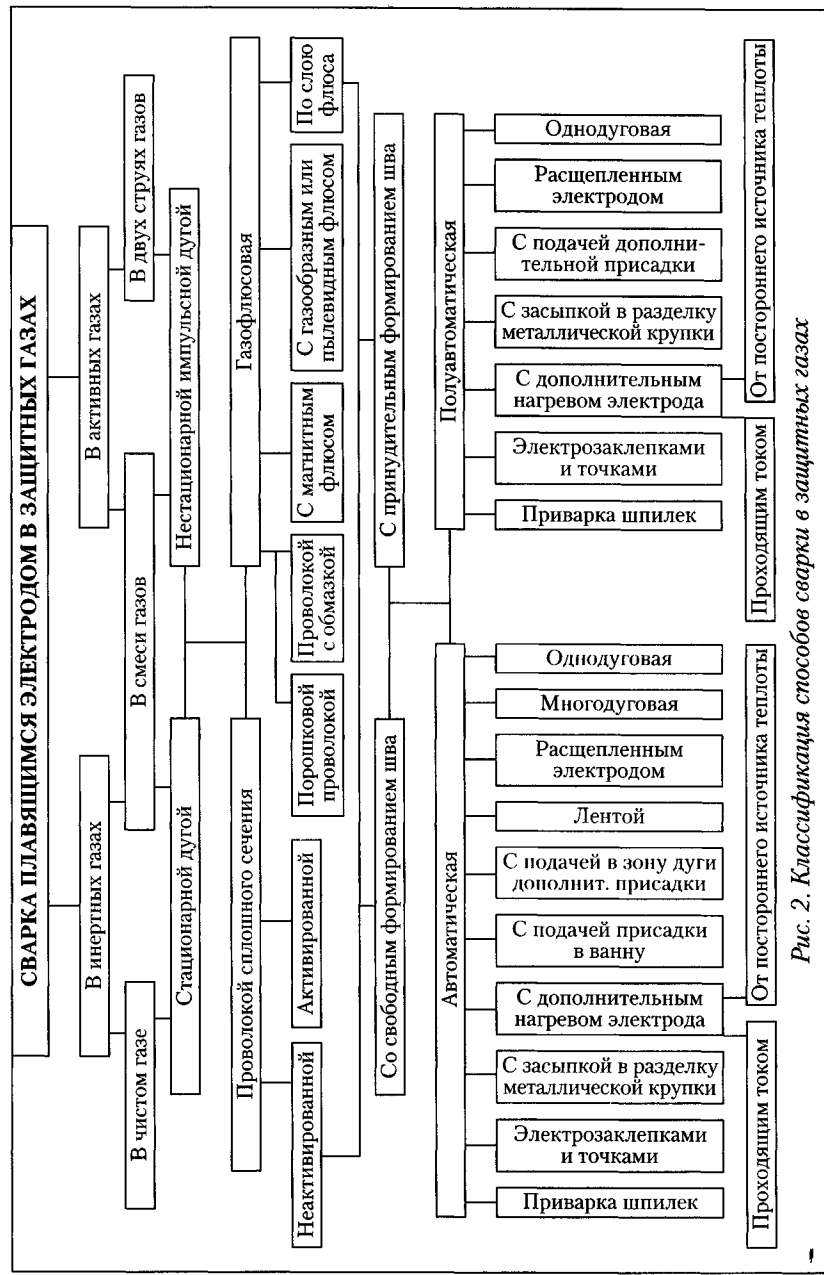 СВАРКА ПЛАВЯЩИМСЯ ЭЛЕКТРОДОМ В ЗАЩИТНЫХ ГАЗАХ
В инертных газах
В активных газах
В чистом газе
В смеси газов
В двух струях газов
Стационарной дугой
Нестационарной импульсной дугой
Проволокой сплошного сечения
Газофлюсовая
Неактивированной
Активированной
Порошковой
проволокой
Проволокой
с обмазкой
С магнитным
флюсом
С газообразным или
пылевидным флюсом
По слою
флюса
Со свободным формированием шва
С принудительным формированием шва
Автоматическая
Полуавтоматическая
Приварка шпилек
Электрозаклепками
и точками
С засыпкой в разделку
металлической крупки
С дополнительным
нагревом электрода
С подачей присадки
в ванну
С подачей в зону дуги
дополнит. присадки
Лентой
Расщепленным
электродом
Многодуговая
Однодуговая
Приварка шпилек
Электрозаклепками
и точками
С дополнительным
нагревом электрода
С засыпкой в разделку
металлической крупки
С подачей дополни-
тельной присадки
Расщепленным
электродом
Однодуговая
Проходящим током
От постороннего источника теплоты
Проходящим током
От постороннего источника теплоты
Рис. 2. Классификация способов сварки в защитных газах